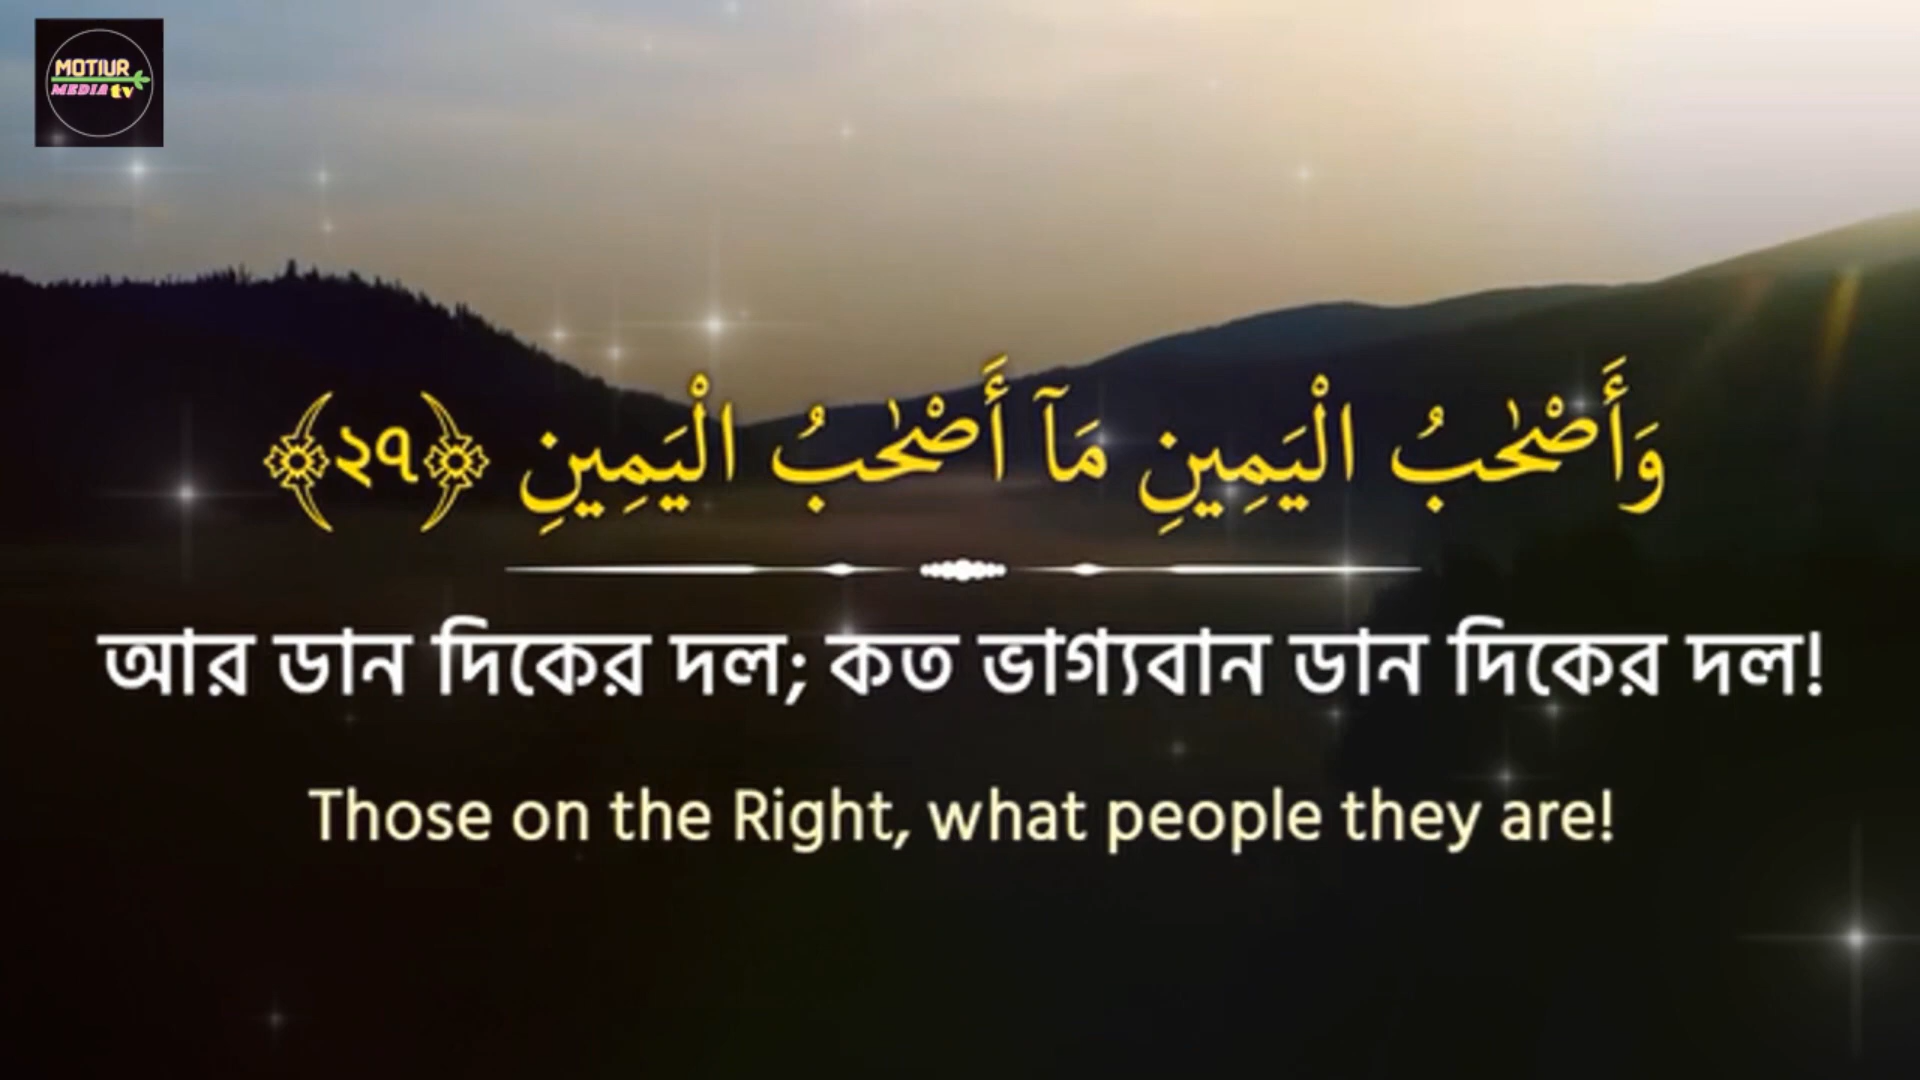 MOTIUR
MEDIA tv
وَأَصْحَٰبُ الْيَمِينِ مَآ أَصْحَٰبُ الْيَمِينِ ﴿২৭﴾
আর ডান দিকের দল; কত ভাগ্যবান ডান দিকের দল!
Those on the Right, what people they are!